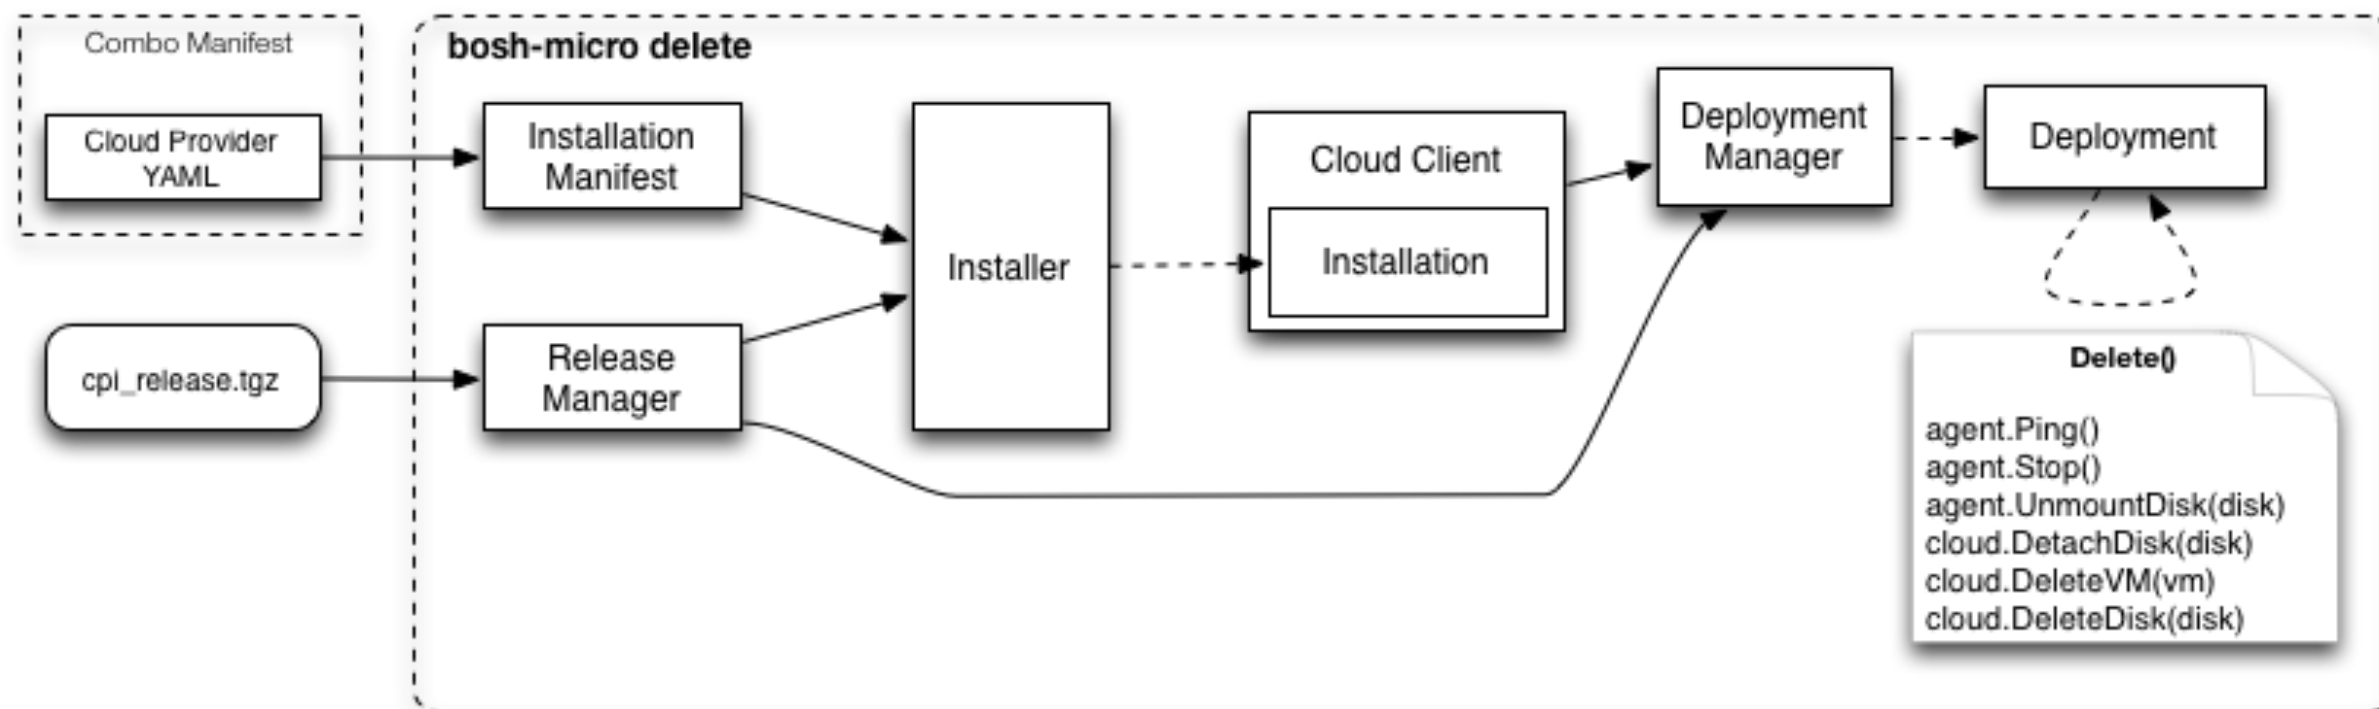 Combo Manifest
Cloud Provider
YAML
cpi_release.tgz
bosh-micro delete
Installation
Manifest
Release
Manager
Installer
Cloud Client
Installation
Deployment
Manager
Deployment
Delete()
agent.Ping()
agent.Stop()
agent.UnmountDisk(disk)
cloud.DetachDisk(disk)
cloud.DeleteVM(vm)
cloud.DeleteDisk(disk)